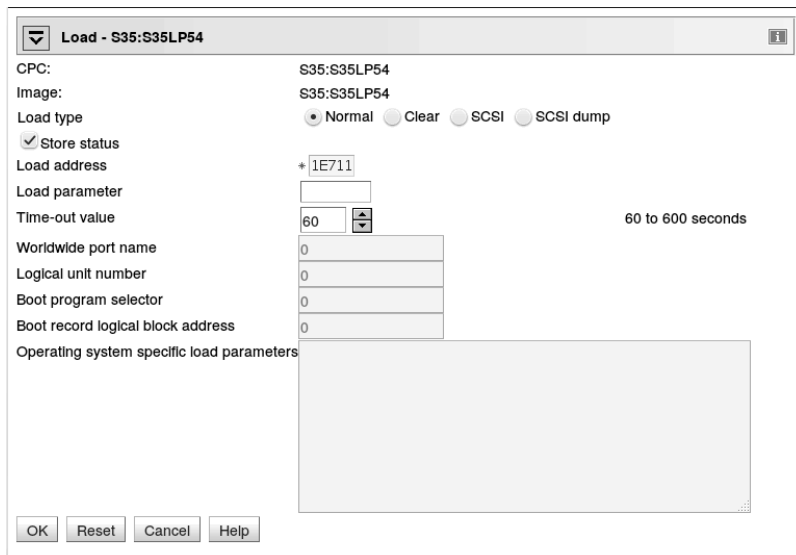 Load - S35:S35LP54
CPC: S35:S35LP54
Image: S35:S35LP54
Load type Normal Clear SCSI SCSI dump
Store status
Load address * 1E711
Load parameter
Time-out value 60 60 to 600 seconds
Worldwide port name 0
Logical unit number 0
Boot program selector 0
Boot record logical block address 0
Operating system specific load parameters
OK Reset Cancel Help